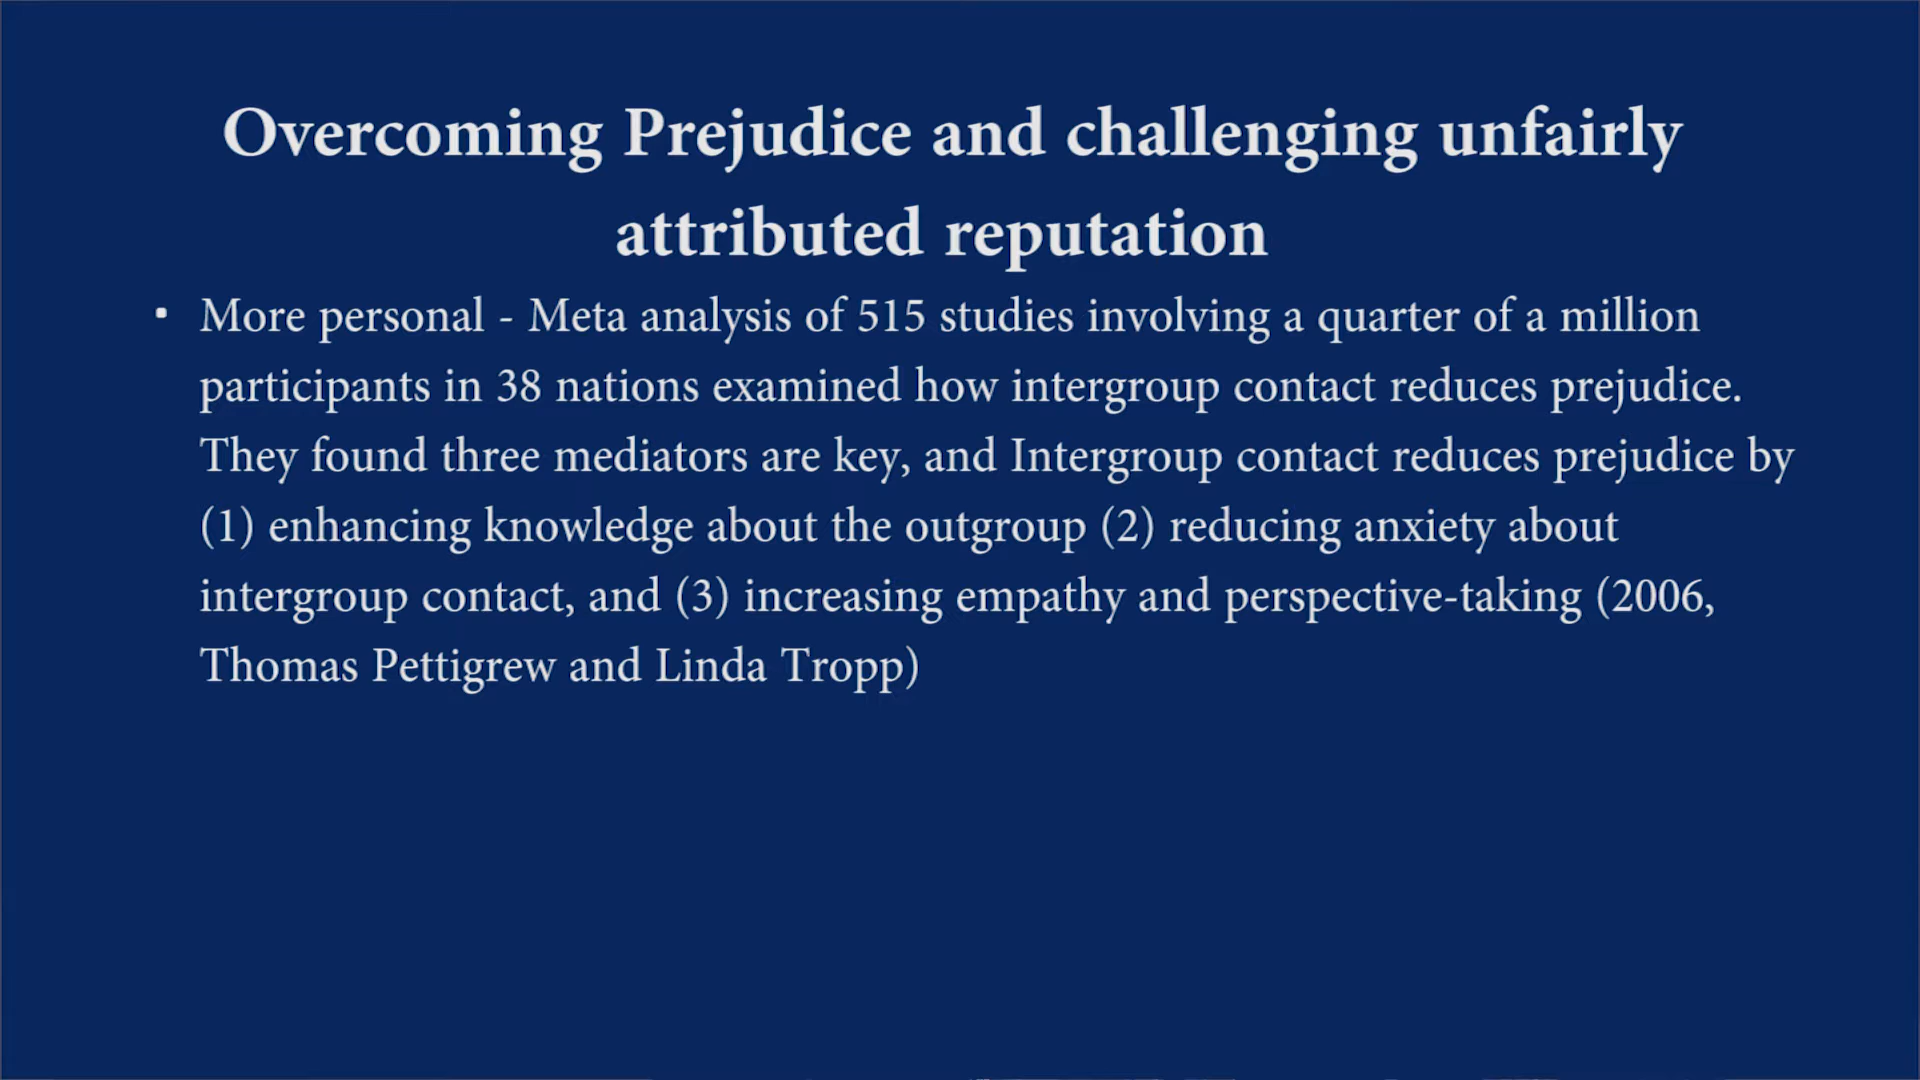 Overcoming Prejudice and challenging unfairly
attributed reputation
▪ More personal - Meta analysis of 515 studies involving a quarter of a million
participants in 38 nations examined how intergroup contact reduces prejudice.
They found three mediators are key, and Intergroup contact reduces prejudice by
(1) enhancing knowledge about the outgroup (2) reducing anxiety about
intergroup contact, and (3) increasing empathy and perspective-taking (2006,
Thomas Pettigrew and Linda Tropp)